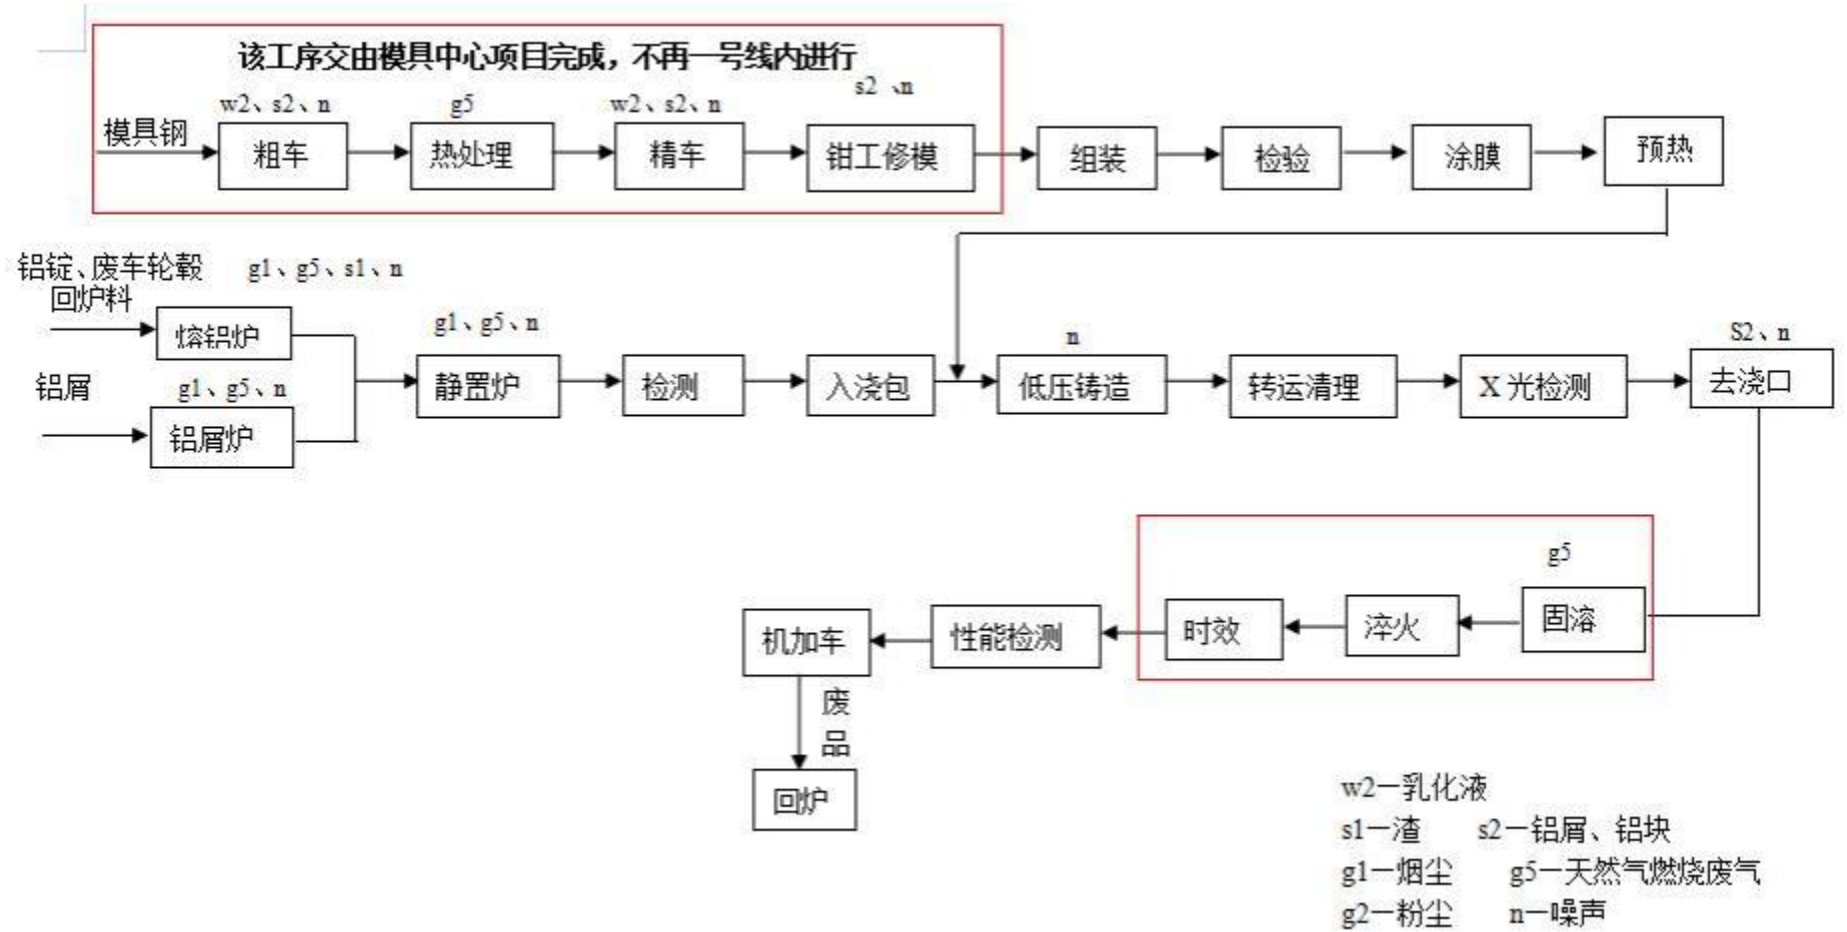 该工序交由模具中心项目完成，不再一号线内进行
w2、s2、n
g5
w2、s2、n
s2 、n
模具钢
粗车
热处理
精车
钳工修模
组装
检验
涂膜
预热
铝锭、废车轮毂
回炉料
g1、g5、s1、n
熔铝炉
铝屑
g1、g5、n
铝屑炉
g1、g5、n
静置炉
检测
入浇包
n
低压铸造
转运清理
X 光检测
S2、n
去浇口
g5
固溶
淬火
时效
性能检测
机加车
废
品
回炉
w2—乳化液
s1—渣 s2—铝屑、铝块
g1—烟尘 g5—天然气燃烧废气
g2—粉尘 n—噪声